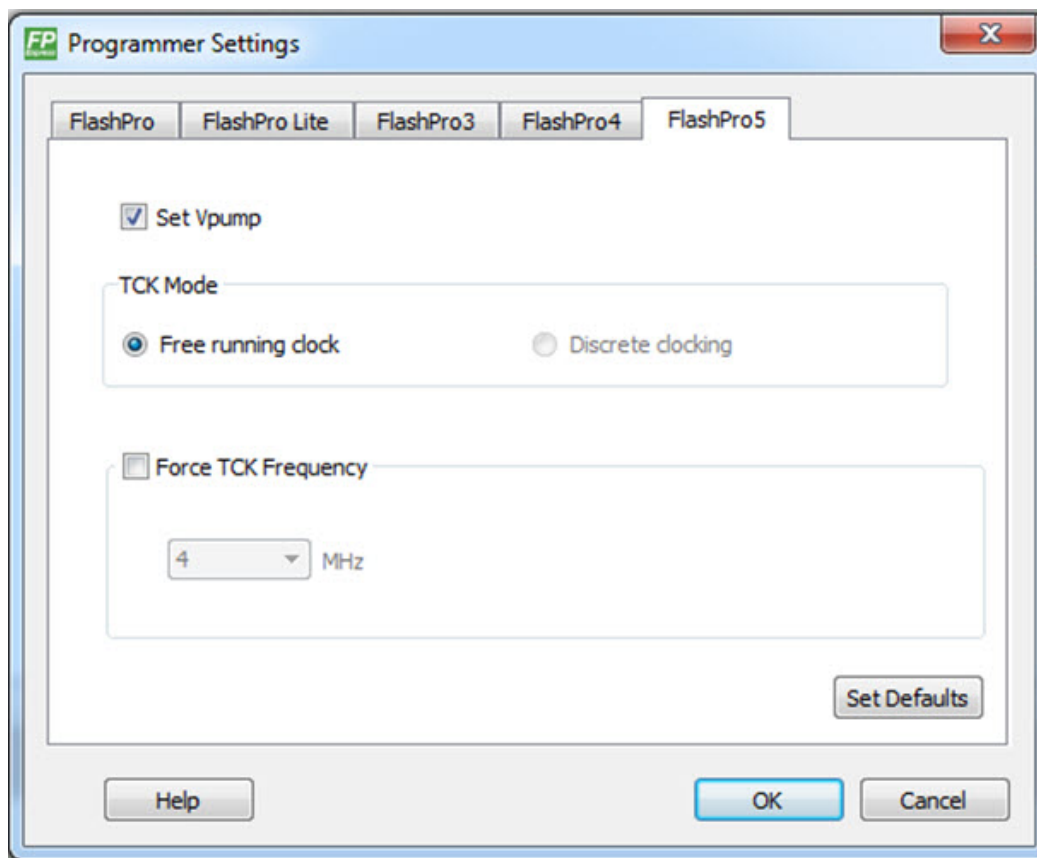 FP Express Programmer Settings
FlashPro FlashPro Lite FlashPro3 FlashPro4 FlashPro5
Set Vpump
TCK Mode
Free running clock Discrete clocking
Force TCK Frequency
4 MHz
Set Defaults
Help OK Cancel